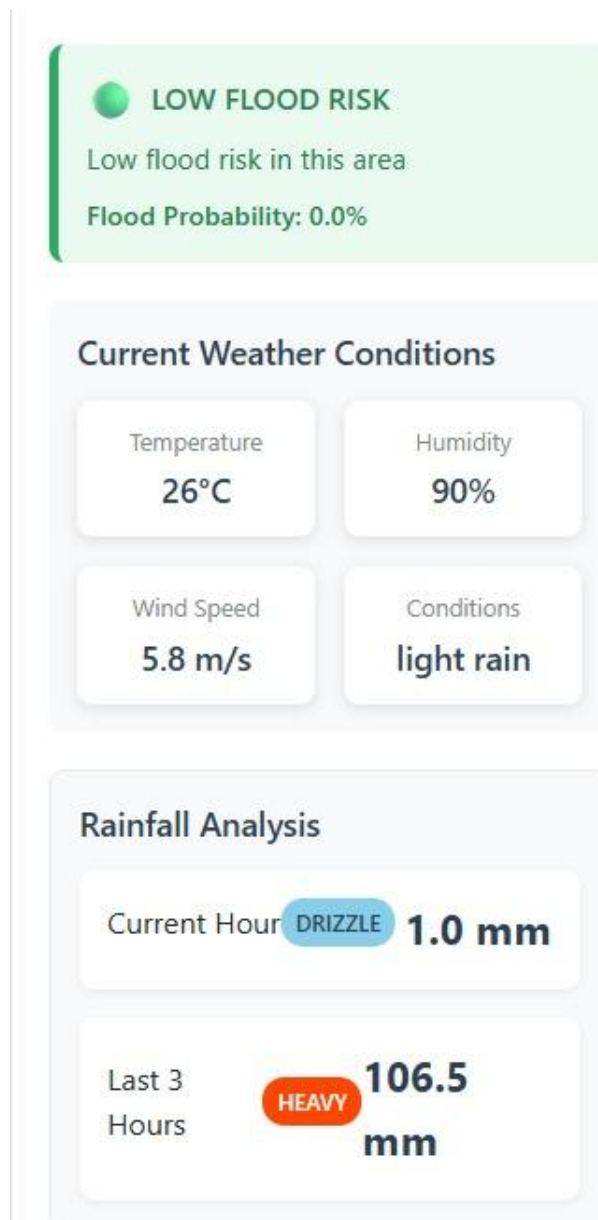 LOW FLOOD RISK
Low flood risk in this area
Flood Probability: 0.0%
Current Weather Conditions
Temperature
26°C
Humidity
90%
Wind Speed
5.8 m/s
Conditions
light rain
Rainfall Analysis
Current Hour DRIZZLE 1.0 mm
Last 3
Hours
HEAVY
106.5
mm